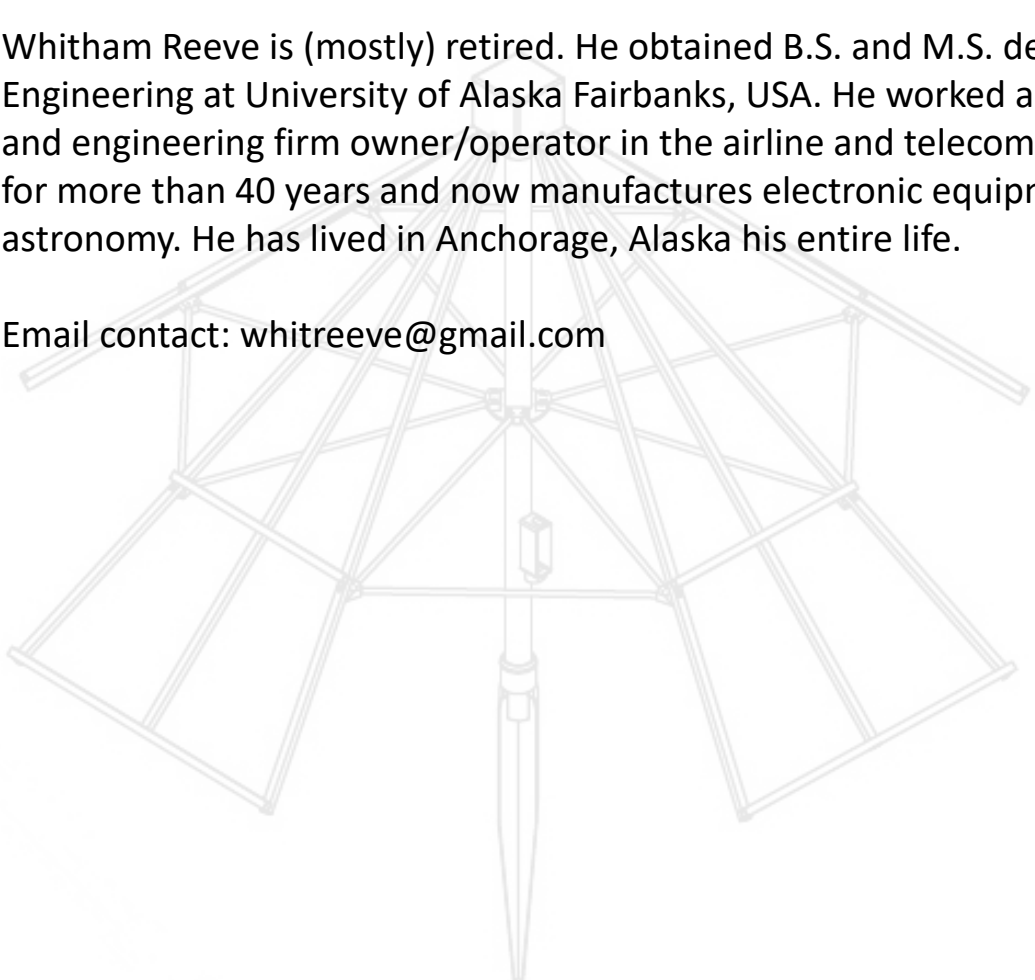 Whitham Reeve is (mostly) retired. He obtained B.S. and M.S. de
Engineering at University of Alaska Fairbanks, USA. He worked a
and engineering firm owner/operator in the airline and telecom
for more than 40 years and now manufactures electronic equipr
astronomy. He has lived in Anchorage, Alaska his entire life.
Email contact: whitreeve@gmail.com